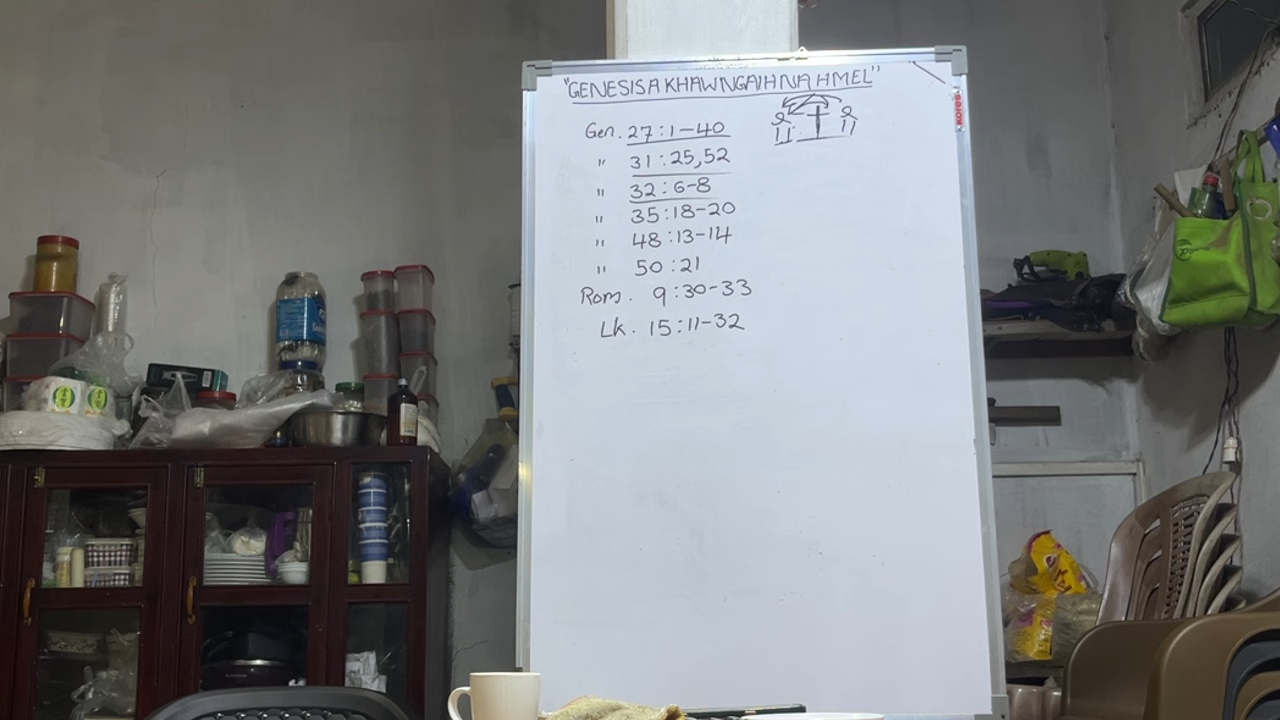 "GENESISA KHAWNGAIHNA HMEL"
Gen. 27:1-40
" 31:25,52
" 32:6-8
" 35:18-20
" 48:13-14
" 50:21
Rom. 9:30-33
Lk. 15:11-32
kores